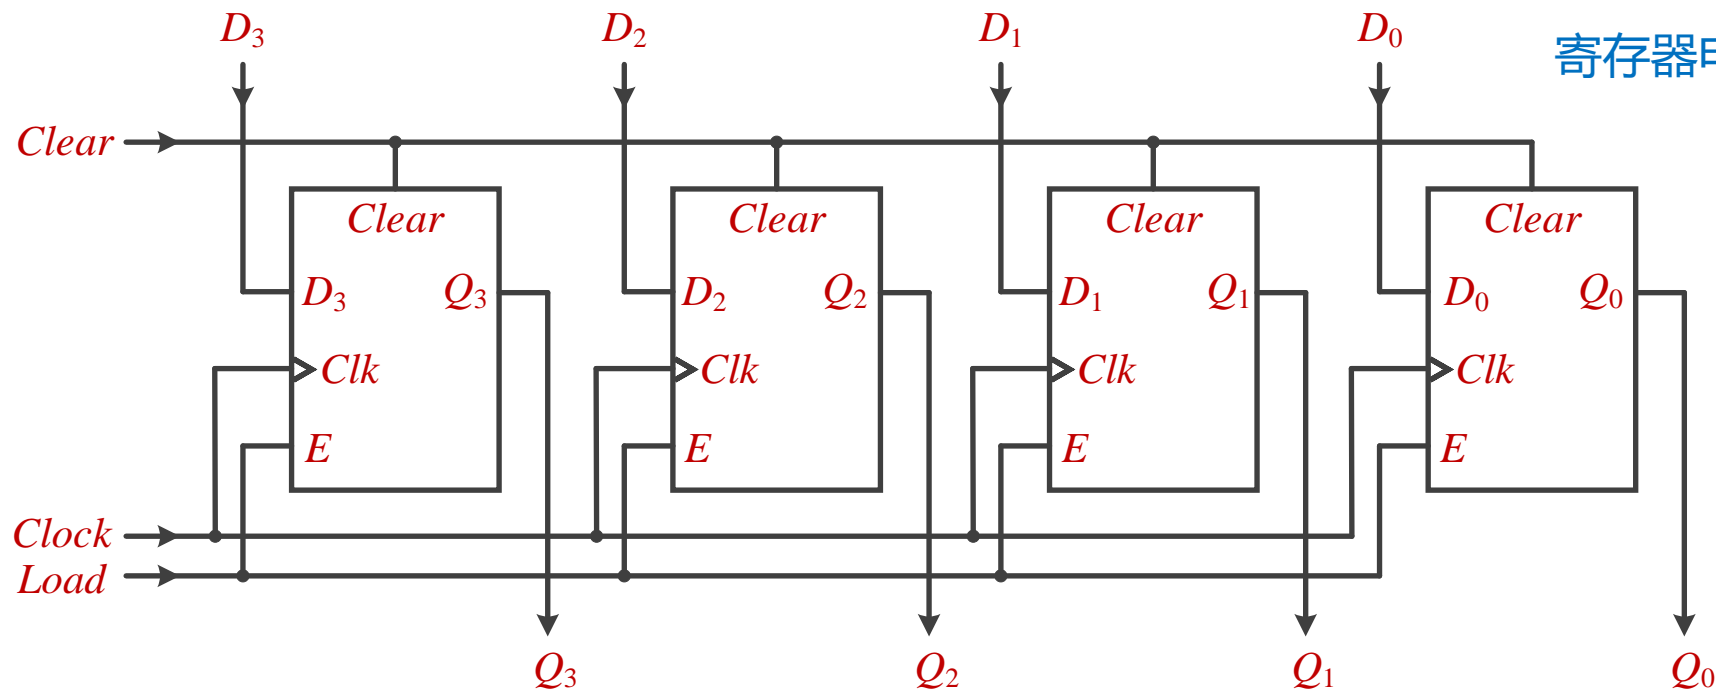 D₃ D₂ D₁ D₀
寄存器
Clear
Clear Clear Clear Clear
D₃ Q₃ D₂ Q₂ D₁ Q₁ D₀ Q₀
Clk Clk Clk Clk
E E E E
Clock
Load
Q₃ Q₂ Q₁ Q₀